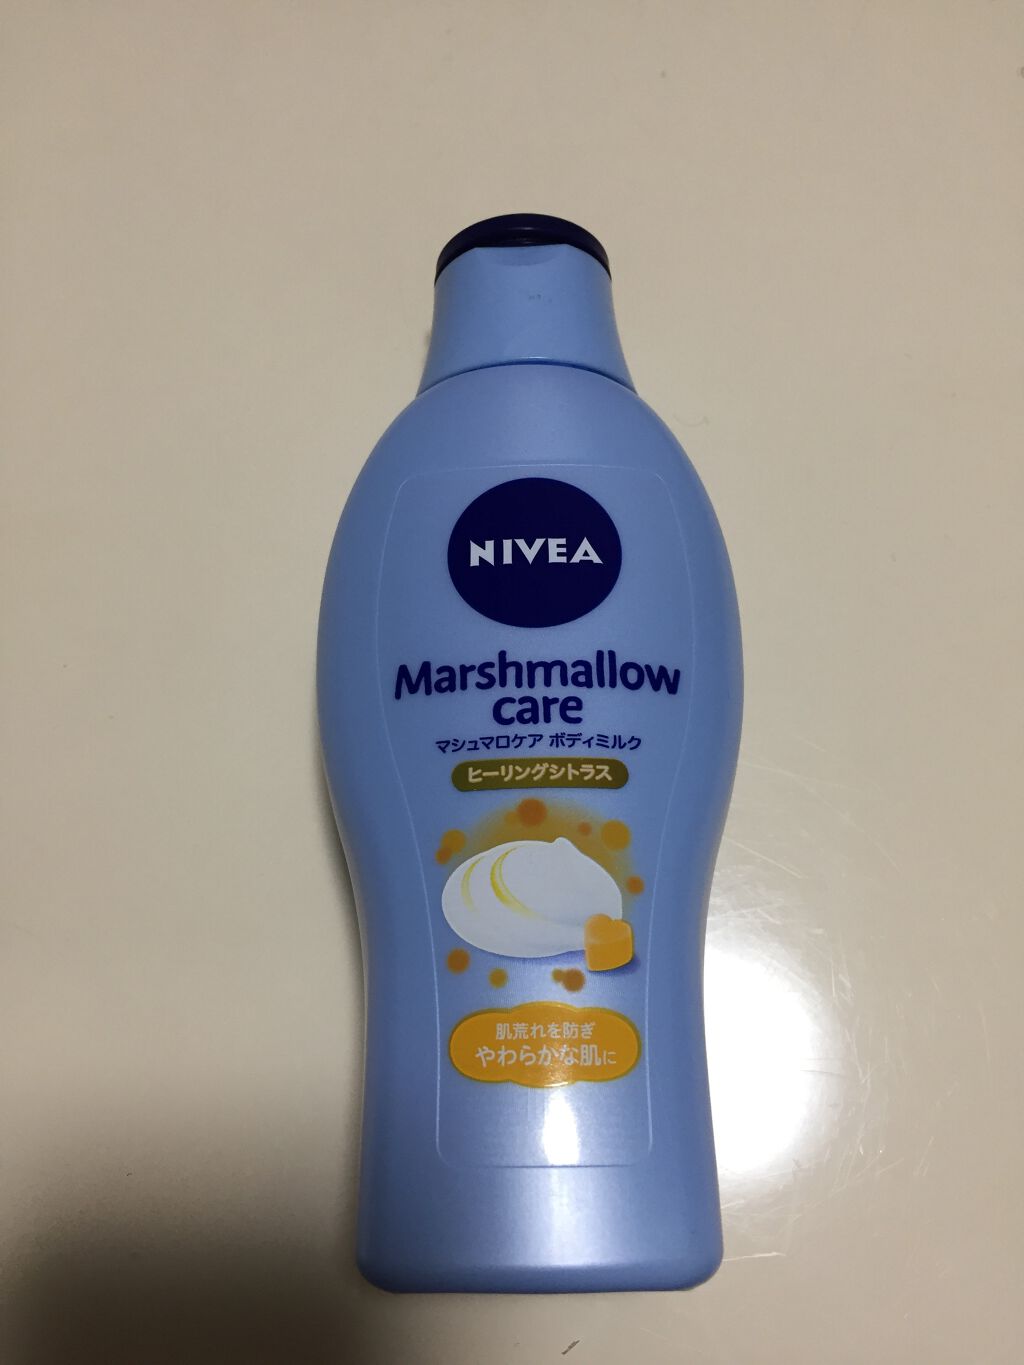 NIVEA
Marshmallow
care
マシュマロケア ボディミルク
ヒーリングシトラス
肌荒れを防ぎ
やわらかな肌に